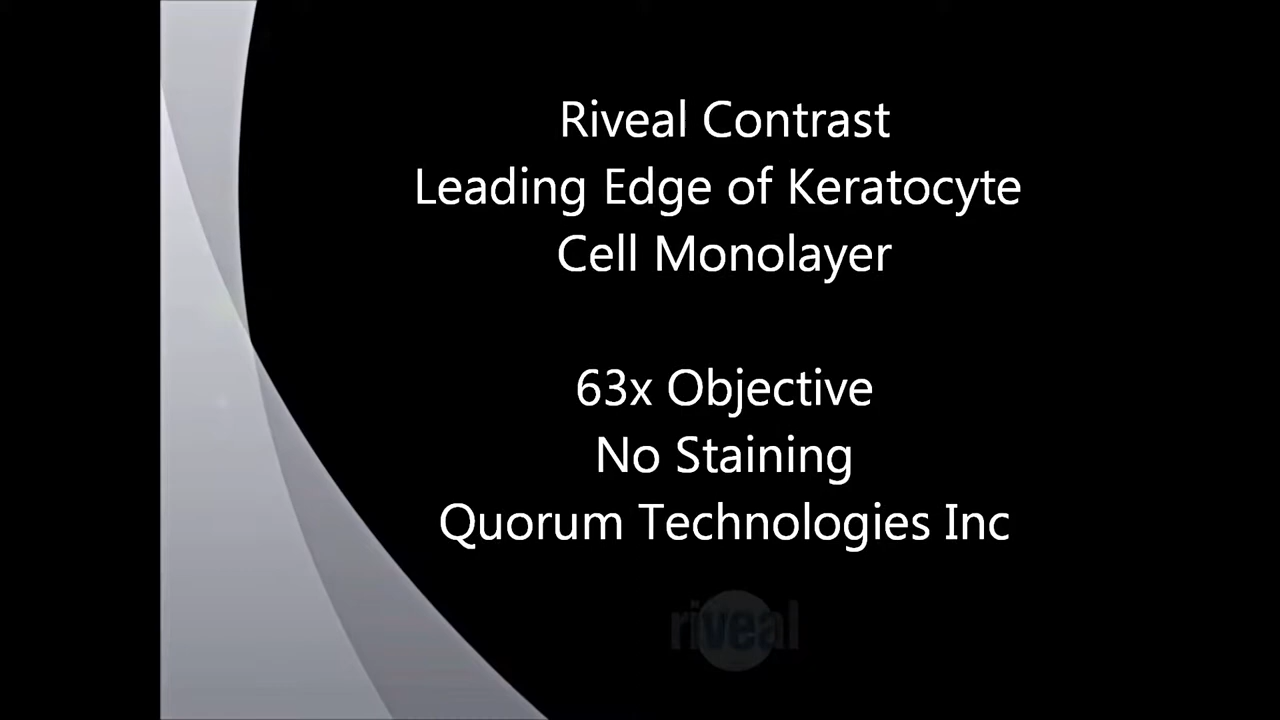 Riveal Contrast
Leading Edge of Keratocyte
Cell Monolayer
63x Objective
No Staining
Quorum Technologies Inc
riveal